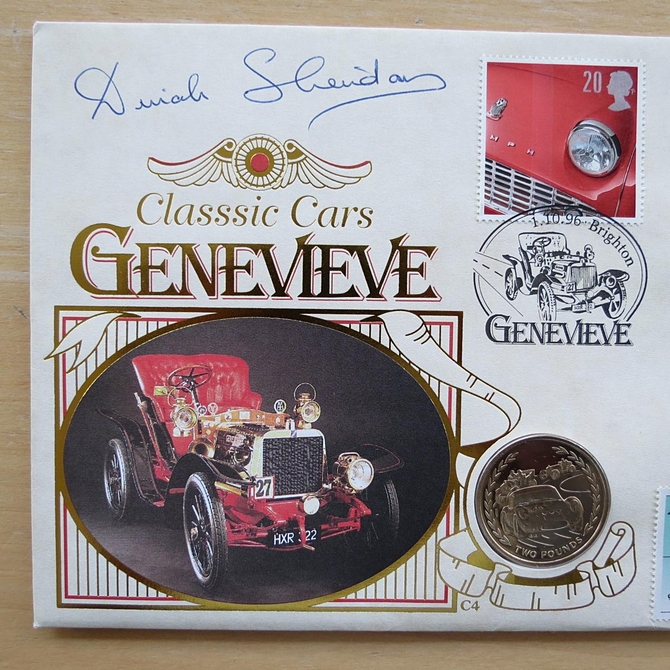 Dinah Sheridan
20
Classsic Cars
GENEVIEVE
1.10.96 · Brighton
GENEVIEVE
27
HXR 322
TWO POUNDS
C4